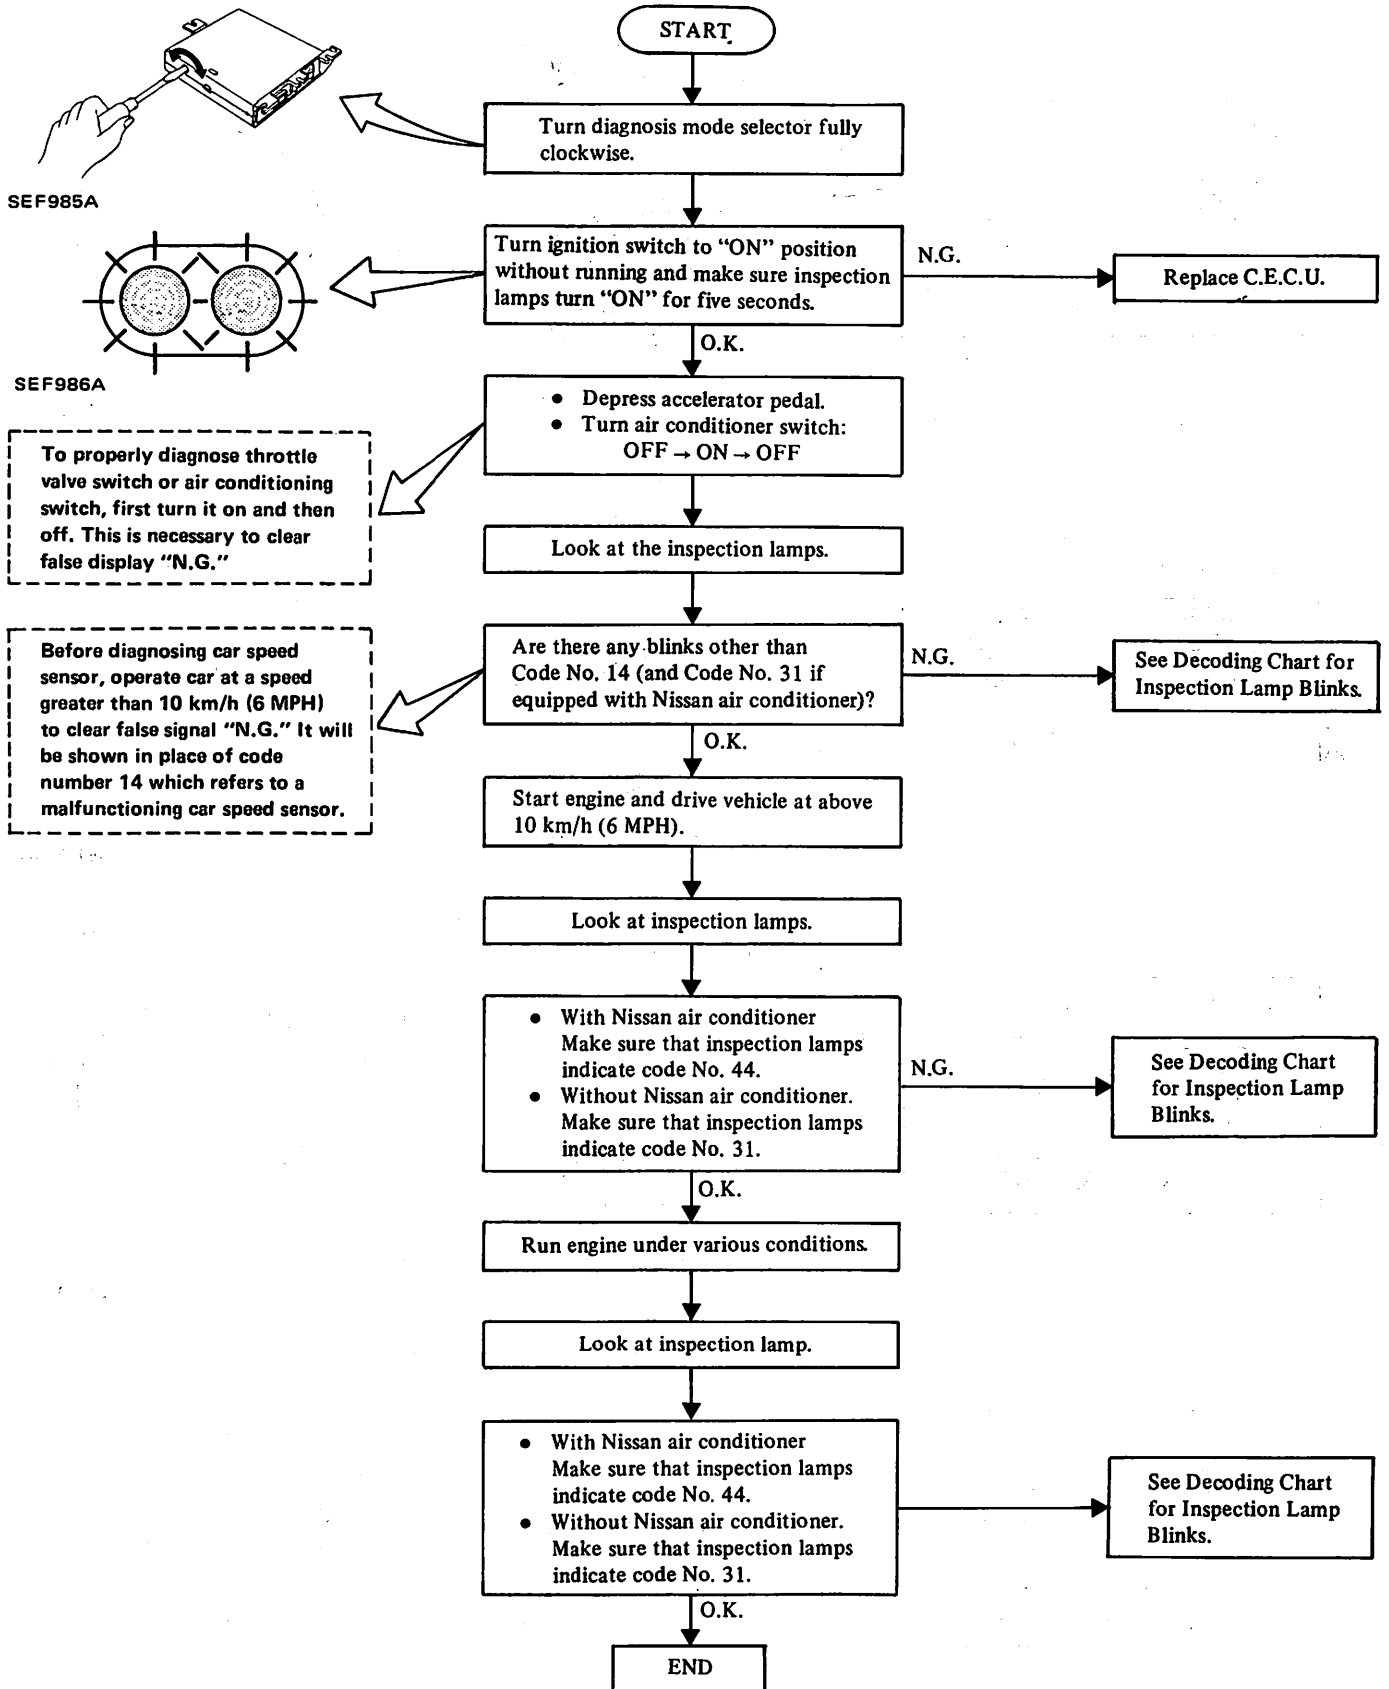 START
Turn diagnosis mode selector fully
clockwise.
SEF985A
Turn ignition switch to “ON” position
without running and make sure inspection
lamps turn “ON” for five seconds.
N.G.
Replace C.E.C.U.
O.K.
SEF986A
● Depress accelerator pedal.
● Turn air conditioner switch:
OFF → ON → OFF
To properly diagnose throttle
valve switch or air conditioning
switch, first turn it on and then
off. This is necessary to clear
false display “N.G.”
Look at the inspection lamps.
Are there any blinks other than
Code No. 14 (and Code No. 31 if
equipped with Nissan air conditioner)?
N.G.
See Decoding Chart for
Inspection Lamp Blinks.
O.K.
Before diagnosing car speed
sensor, operate car at a speed
greater than 10 km/h (6 MPH)
to clear false signal “N.G.” It will
be shown in place of code
number 14 which refers to a
malfunctioning car speed sensor.
Start engine and drive vehicle at above
10 km/h (6 MPH).
Look at inspection lamps.
● With Nissan air conditioner
Make sure that inspection lamps
indicate code No. 44.
● Without Nissan air conditioner.
Make sure that inspection lamps
indicate code No. 31.
N.G.
See Decoding Chart
for Inspection Lamp
Blinks.
O.K.
Run engine under various conditions.
Look at inspection lamp.
● With Nissan air conditioner
Make sure that inspection lamps
indicate code No. 44.
● Without Nissan air conditioner.
Make sure that inspection lamps
indicate code No. 31.
See Decoding Chart
for Inspection Lamp
Blinks.
O.K.
END